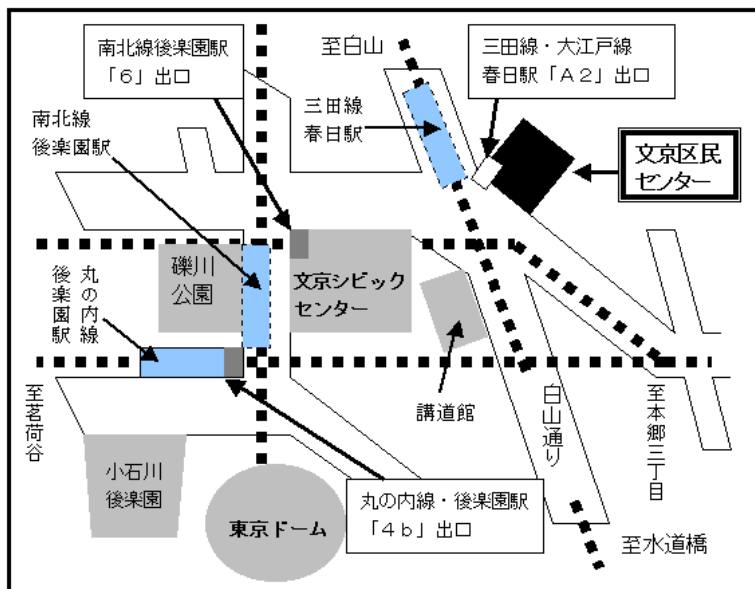 南北線後楽園駅
「6」出口
至白山
三田線・大江戸線
春日駅「A2」出口
南北線
後楽園駅
三田線
春日駅
文京区民
センター
礫川
公園
文京シビック
センター
丸の内線
後楽園駅
講道館
白山通り
至茗荷谷
至本郷三丁目
小石川
後楽園
東京ドーム
丸の内線・後楽園駅
「4b」出口
至水道橋